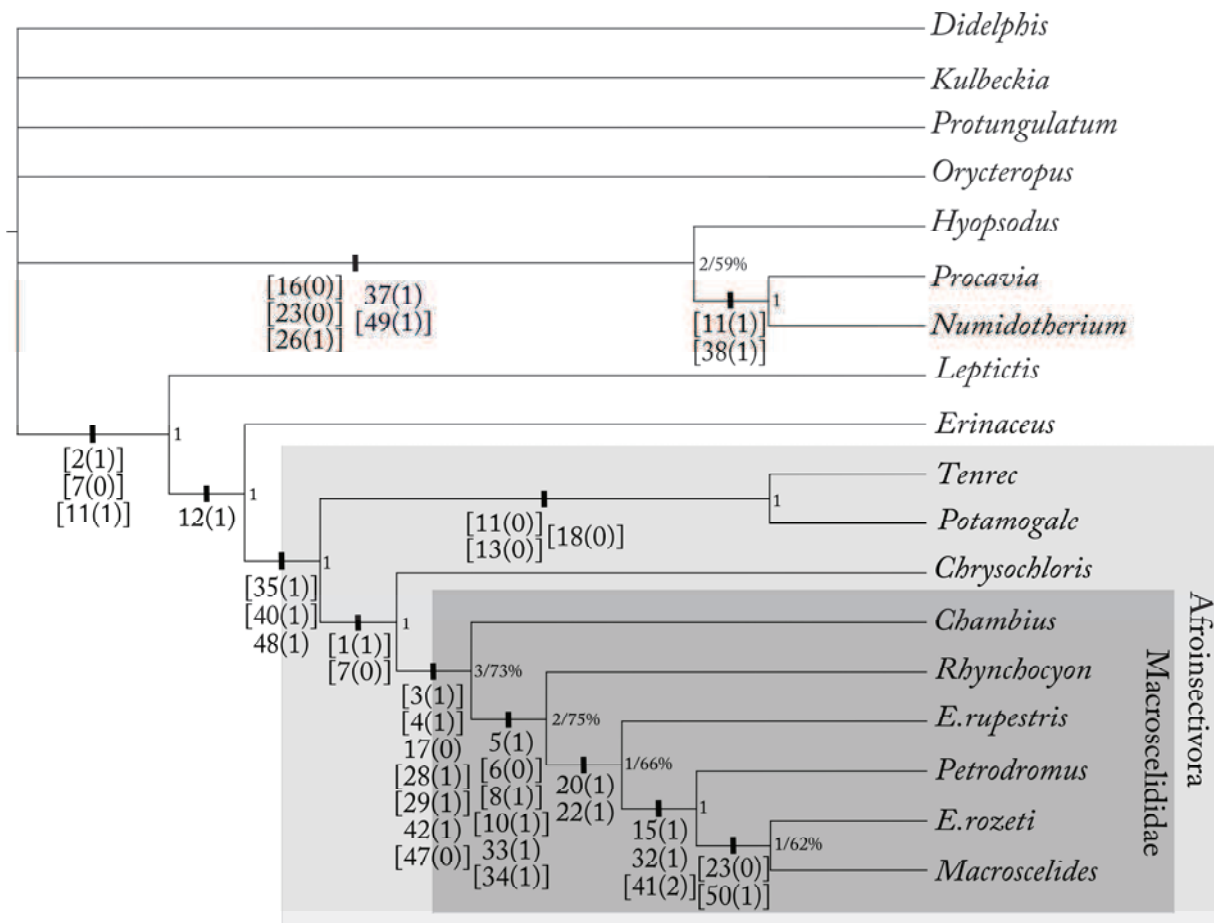 Didelphis
Kulbeckia
Protungulatum
Orycteropus
Hyopsodus
2/59%
Procavia
[16(0)] 37(1)
[23(0)] [49(1)]
[26(1)]
1
Numidotherium
[11(1)]
[38(1)]
Leptictis
1
Erinaceus
[2(1)]
[7(0)]
[11(1)]
12(1)
1
Tenrec
1
Potamogale
[11(0)] [18(0)]
[13(0)]
1
[35(1)]
[40(1)]
48(1)
Chrysochloris
1
[1(1)]
[7(0)]
Chambius
3/73%
[3(1)]
[4(1)]
17(0)
[28(1)]
[29(1)]
42(1)
[47(0)]
Rhynchocyon
2/75%
5(1)
[6(0)]
[8(1)]
[10(1)]
33(1)
[34(1)]
E.rupestris
1/66%
20(1)
22(1)
Petrodromus
1
15(1)
32(1)
[41(2)]
E.rozeti
1/62%
[23(0)]
[50(1)]
Macroscelides
Macroscelididae
Afroinsectivora